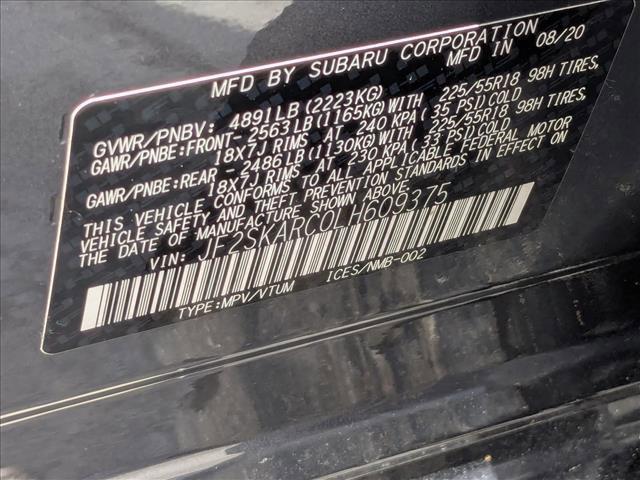 MFD BY SUBARU CORPORATION
MFD IN 08/20
GVWR/PNBV: 4891LB(2223KG)
GAWR/PNBE:FRONT-2563LB(1165KG)WITH 225/55R18 98H TIRES,
18X7J RIMS AT 240 KPA(35 PSI)COLD
GAWR/PNBE:REAR -2486LB(1130KG)WITH 225/55R18 98H TIRES,
18X7J RIMS AT 230 KPA(33 PSI)COLD
THIS VEHICLE CONFORMS TO ALL APPLICABLE FEDERAL MOTOR
VEHICLE SAFETY AND BUMPER STANDARDS IN EFFECT ON
THE DATE OF MANUFACTURE SHOWN ABOVE.
VIN: JF2SKARC0LH609375
TYPE:MPV/VTUM ICES/NMB-002